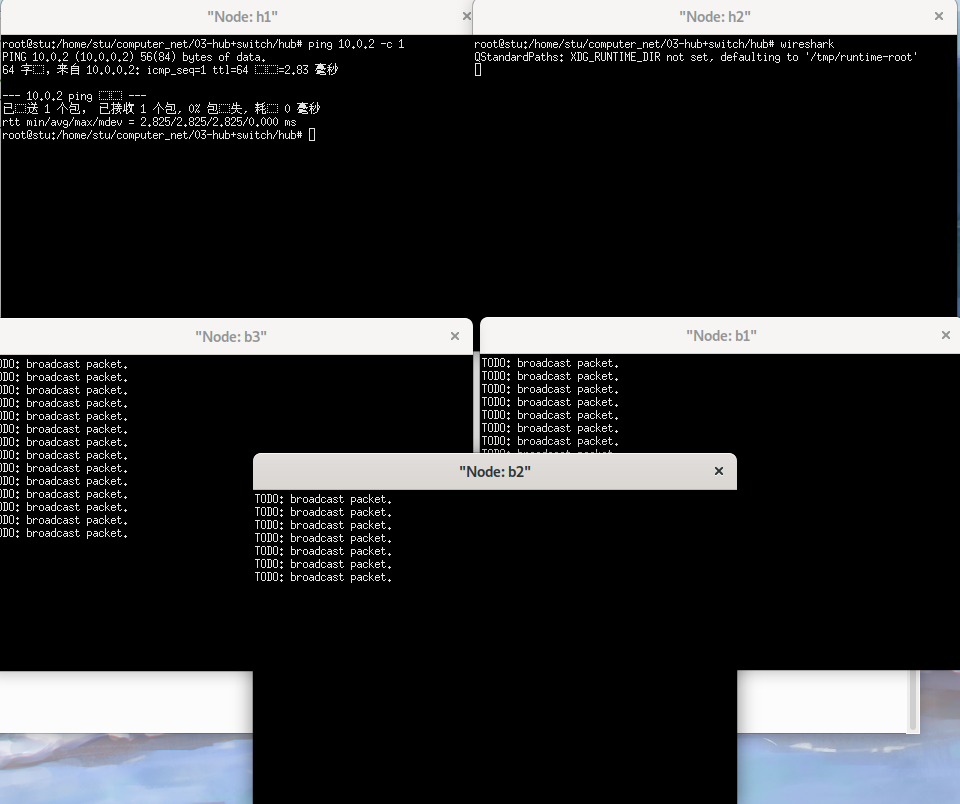 "Node: h1"
root@stu:/home/stu/computer_net/03-hub+switch/hub# ping 10.0.2 -c 1
PING 10.0.2 (10.0.0.2) 56(84) bytes of data.
64 字, 来自 10.0.0.2: icmp_seq=1 ttl=64 =2.83 毫秒
--- 10.0.2 ping ---
已送 1 个包, 已接收 1 个包, 0% 包失, 耗 0 毫秒
rtt min/avg/max/mdev = 2.825/2.825/2.825/0.000 ms
root@stu:/home/stu/computer_net/03-hub+switch/hub#
"Node: h2"
root@stu:/home/stu/computer_net/03-hub+switch/hub# wireshark
QStandardPaths: XDG_RUNTIME_DIR not set, defaulting to '/tmp/runtime-root'
"Node: b3"
ODO: broadcast packet.
ODO: broadcast packet.
ODO: broadcast packet.
ODO: broadcast packet.
ODO: broadcast packet.
ODO: broadcast packet.
ODO: broadcast packet.
ODO: broadcast packet.
ODO: broadcast packet.
ODO: broadcast packet.
ODO: broadcast packet.
ODO: broadcast packet.
ODO: broadcast packet.
ODO: broadcast packet.
"Node: b1"
TODO: broadcast packet.
TODO: broadcast packet.
TODO: broadcast packet.
TODO: broadcast packet.
TODO: broadcast packet.
TODO: broadcast packet.
TODO: broadcast packet.
"Node: b2"
TODO: broadcast packet.
TODO: broadcast packet.
TODO: broadcast packet.
TODO: broadcast packet.
TODO: broadcast packet.
TODO: broadcast packet.
TODO: broadcast packet.